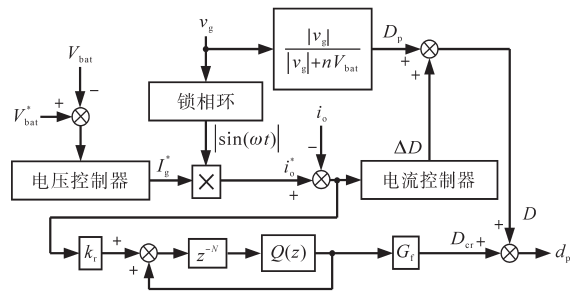 v_g
|v_g|
|v_g|+nV_bat
D_p
+
+
V_bat
−
V*_bat
+
锁相环
|sin(ωt)|
i_o
−
ΔD
电压控制器
I*_g
×
i*_o
+
电流控制器
D
+
k_r
+
+
z^{-N}
Q(z)
G_f
D_cr
+
d_p